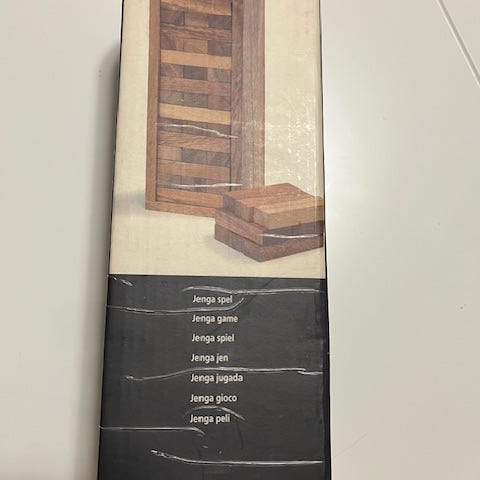 Jenga spel
Jenga game
Jenga spiel
Jenga jen
Jenga jugada
Jenga gioco
Jenga peli